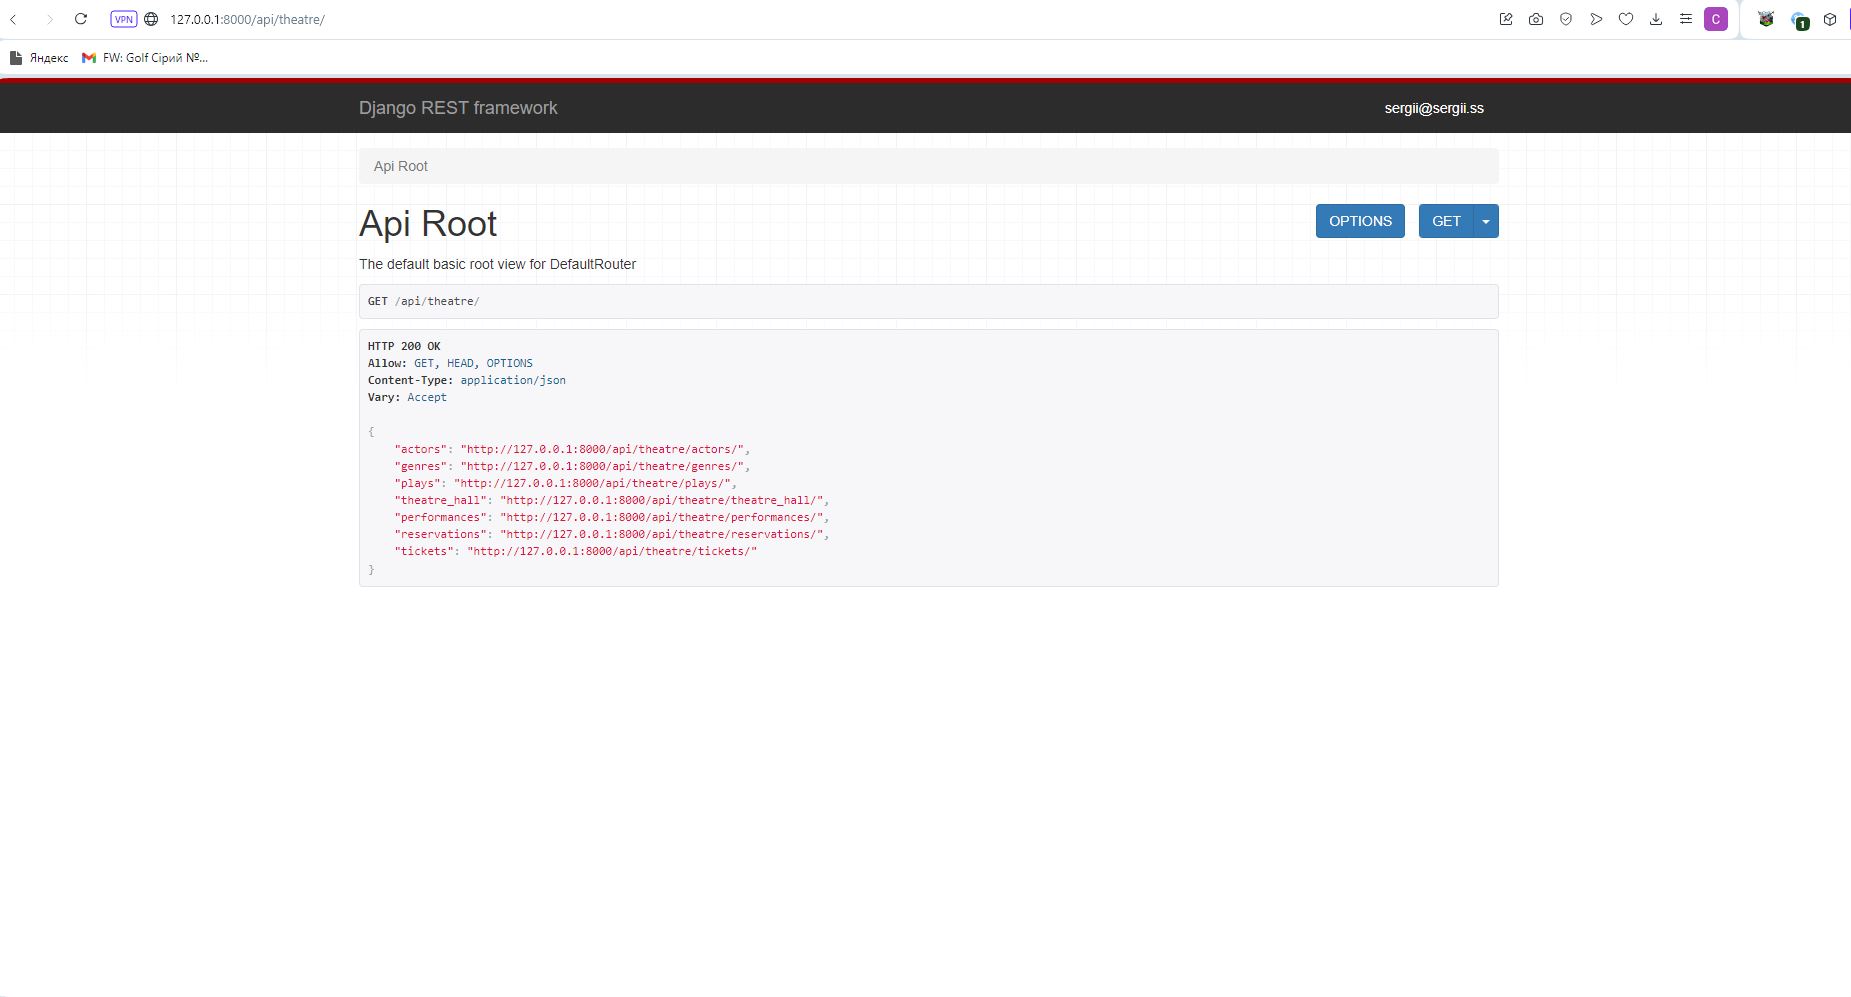 VPN 127.0.0.1:8000/api/theatre/ C 1
Яндекс FW: Golf Сірий №...
Django REST framework sergii@sergii.ss
Api Root
Api Root OPTIONS GET
The default basic root view for DefaultRouter
GET /api/theatre/
HTTP 200 OK
Allow: GET, HEAD, OPTIONS
Content-Type: application/json
Vary: Accept
{
"actors": "http://127.0.0.1:8000/api/theatre/actors/",
"genres": "http://127.0.0.1:8000/api/theatre/genres/",
"plays": "http://127.0.0.1:8000/api/theatre/plays/",
"theatre_hall": "http://127.0.0.1:8000/api/theatre/theatre_hall/",
"performances": "http://127.0.0.1:8000/api/theatre/performances/",
"reservations": "http://127.0.0.1:8000/api/theatre/reservations/",
"tickets": "http://127.0.0.1:8000/api/theatre/tickets/"
}